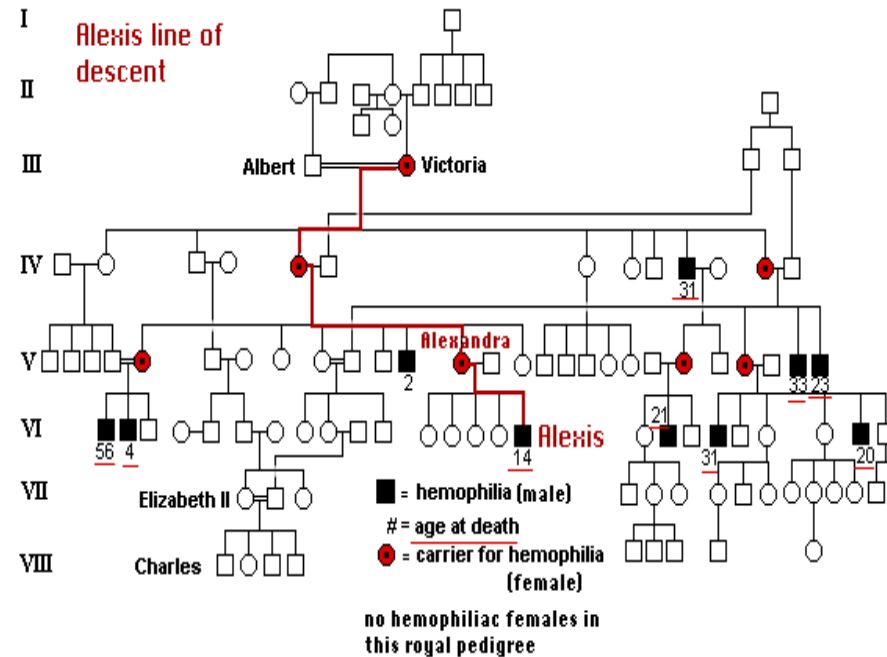 I
Alexis line of
descent
II
III
Albert
Victoria
IV
31
Alexandra
V
2
33
23
VI
56
4
14
Alexis
21
31
20
VII
Elizabeth II
= hemophilia (male)
# = age at death
= carrier for hemophilia
(female)
VIII
Charles
no hemophiliac females in
this royal pedigree